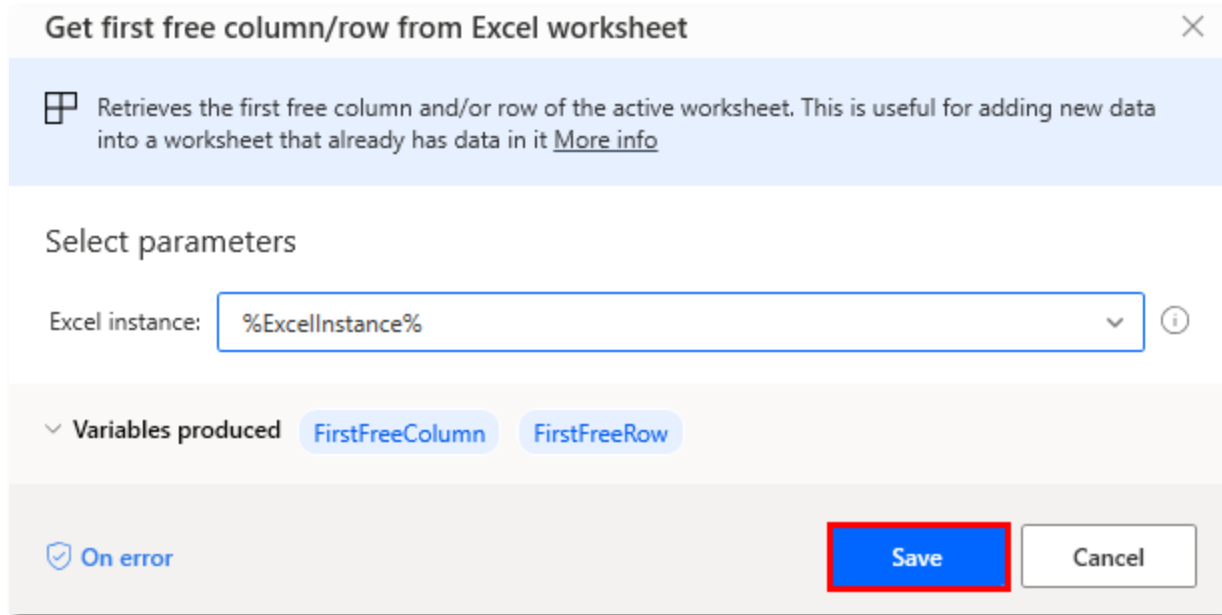 Get first free column/row from Excel worksheet
Retrieves the first free column and/or row of the active worksheet. This is useful for adding new data
into a worksheet that already has data in it More info
Select parameters
Excel instance: %ExcelInstance%
Variables produced FirstFreeColumn FirstFreeRow
On error Save Cancel